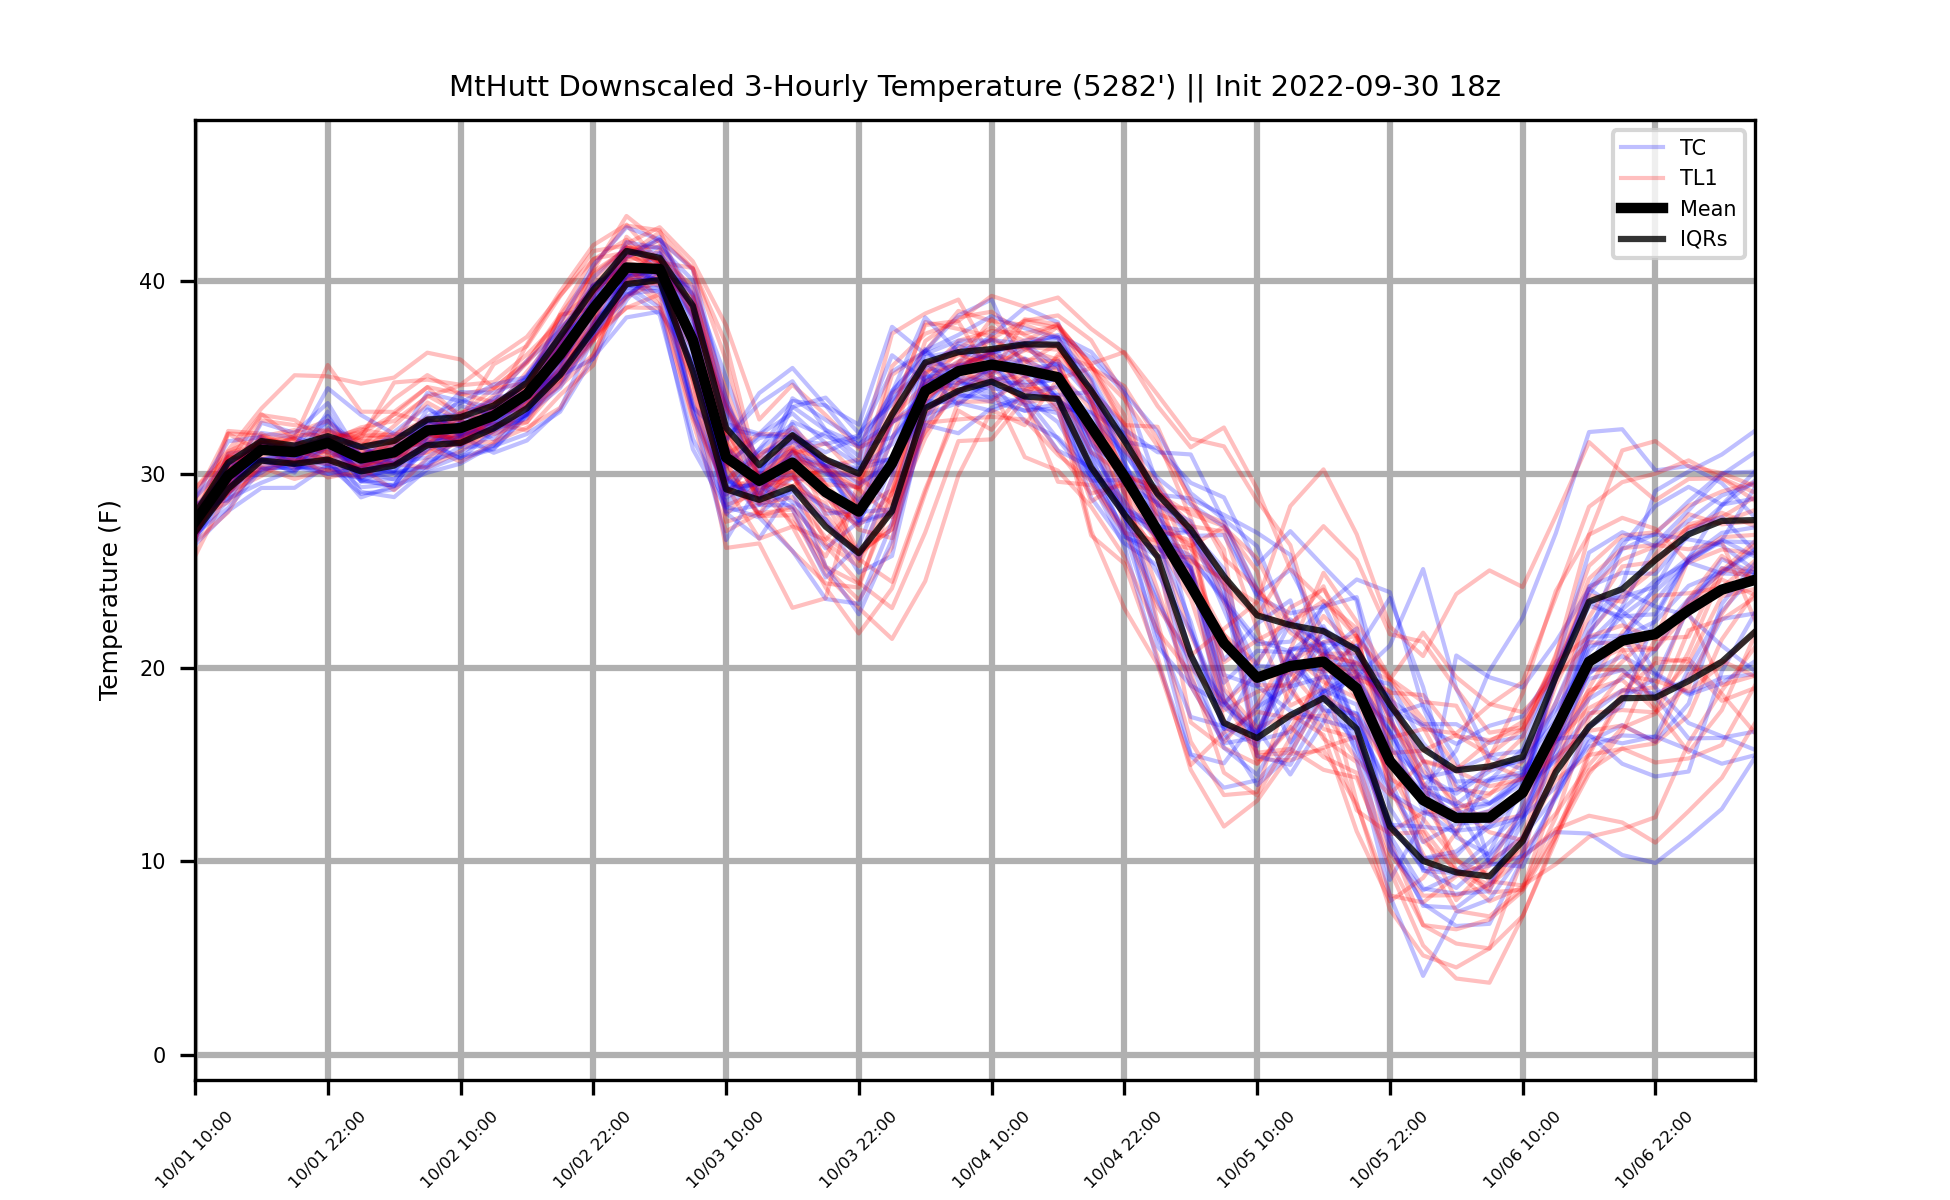 MtHutt Downscaled 3-Hourly Temperature (5282') || Init 2022-09-30 18z
TC
TL1
Mean
IQRs
Temperature (F)
40
30
20
10
0
10/01 10:00
10/01 22:00
10/02 10:00
10/02 22:00
10/03 10:00
10/03 22:00
10/04 10:00
10/04 22:00
10/05 10:00
10/05 22:00
10/06 10:00
10/06 22:00